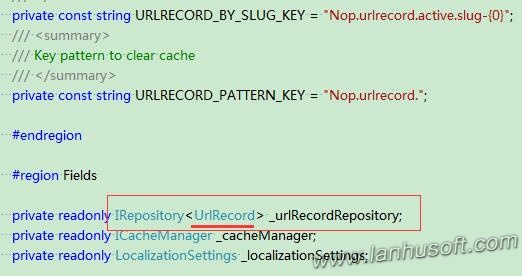 private const string URLRECORD_BY_SLUG_KEY = "Nop.urlrecord.active.slug-{0}";
/// <summary>
/// Key pattern to clear cache
/// </summary>
private const string URLRECORD_PATTERN_KEY = "Nop.urlrecord.";
#endregion
#region Fields
private readonly IRepository<UrlRecord> _urlRecordRepository;
private readonly ICacheManager _cacheManager;
private readonly LocalizationSettings _localizationSettings;
www.lanhusoft.com